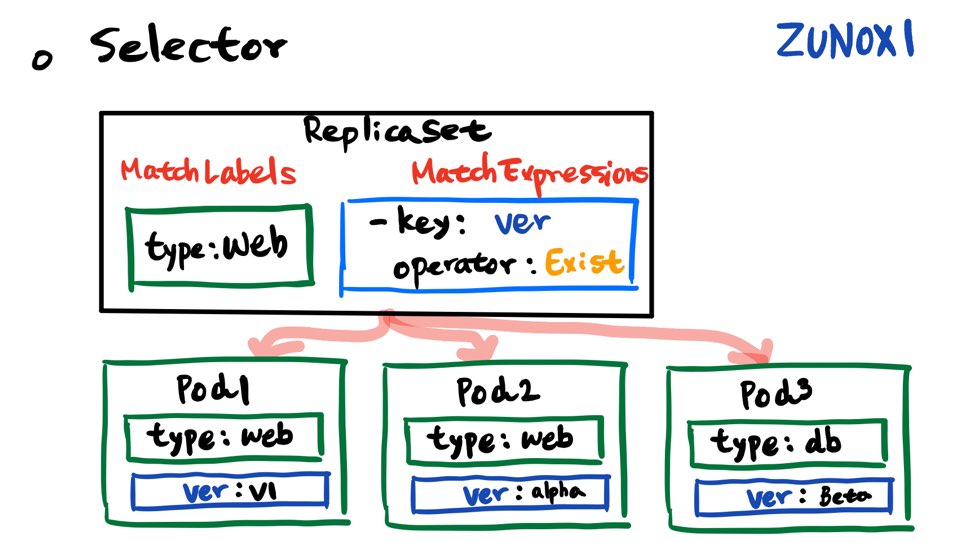 o Selector
ZUNOX1
ReplicaSet
MatchLabels
MatchExpressions
type:Web
- key: ver
operator: Exist
Pod1
type: web
ver: V1
Pod2
type: web
ver: alpha
Pod3
type: db
ver: Beta